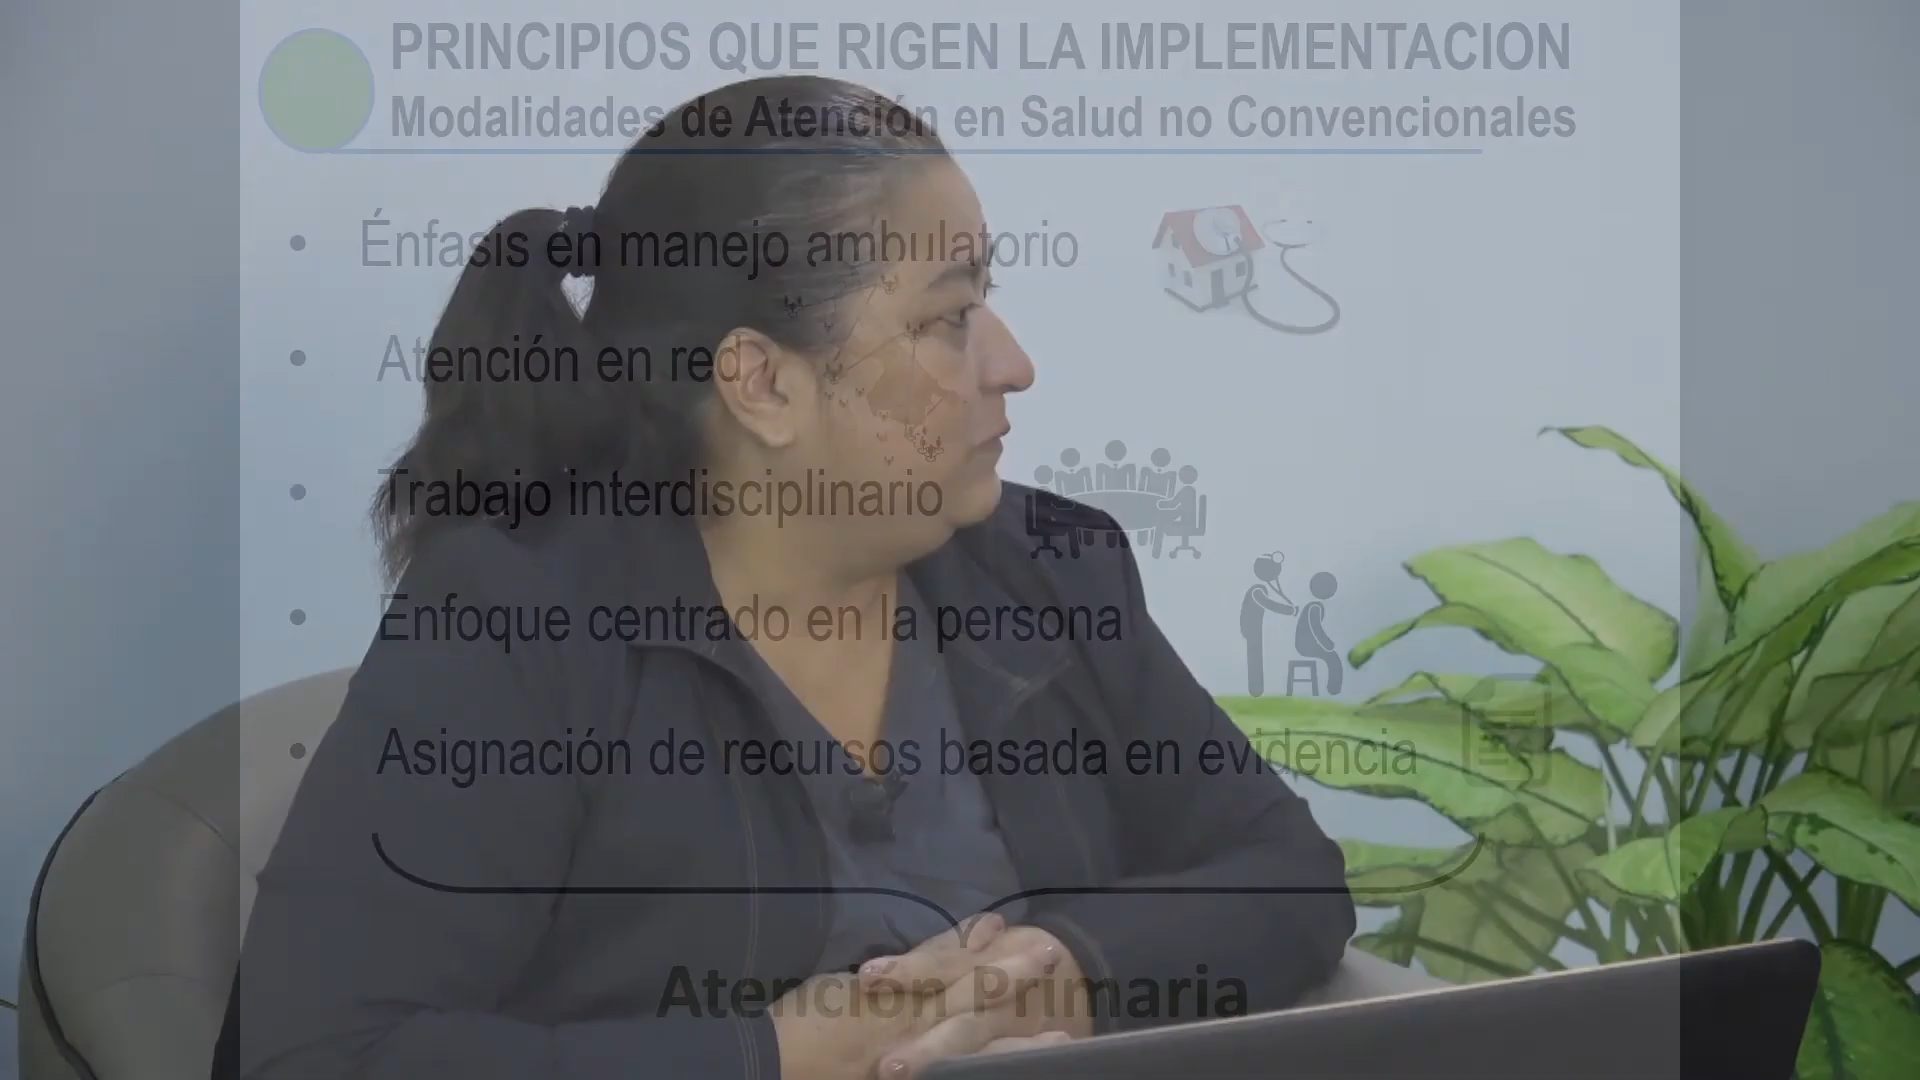 PRINCIPIOS QUE RIGEN LA IMPLEMENTACION
Modalidades de Atención en Salud no Convencionales
• Énfasis en manejo ambulatorio
• Atención en red
• Trabajo interdisciplinario
• Enfoque centrado en la persona
• Asignación de recursos basada en evidencia
Atención Primaria